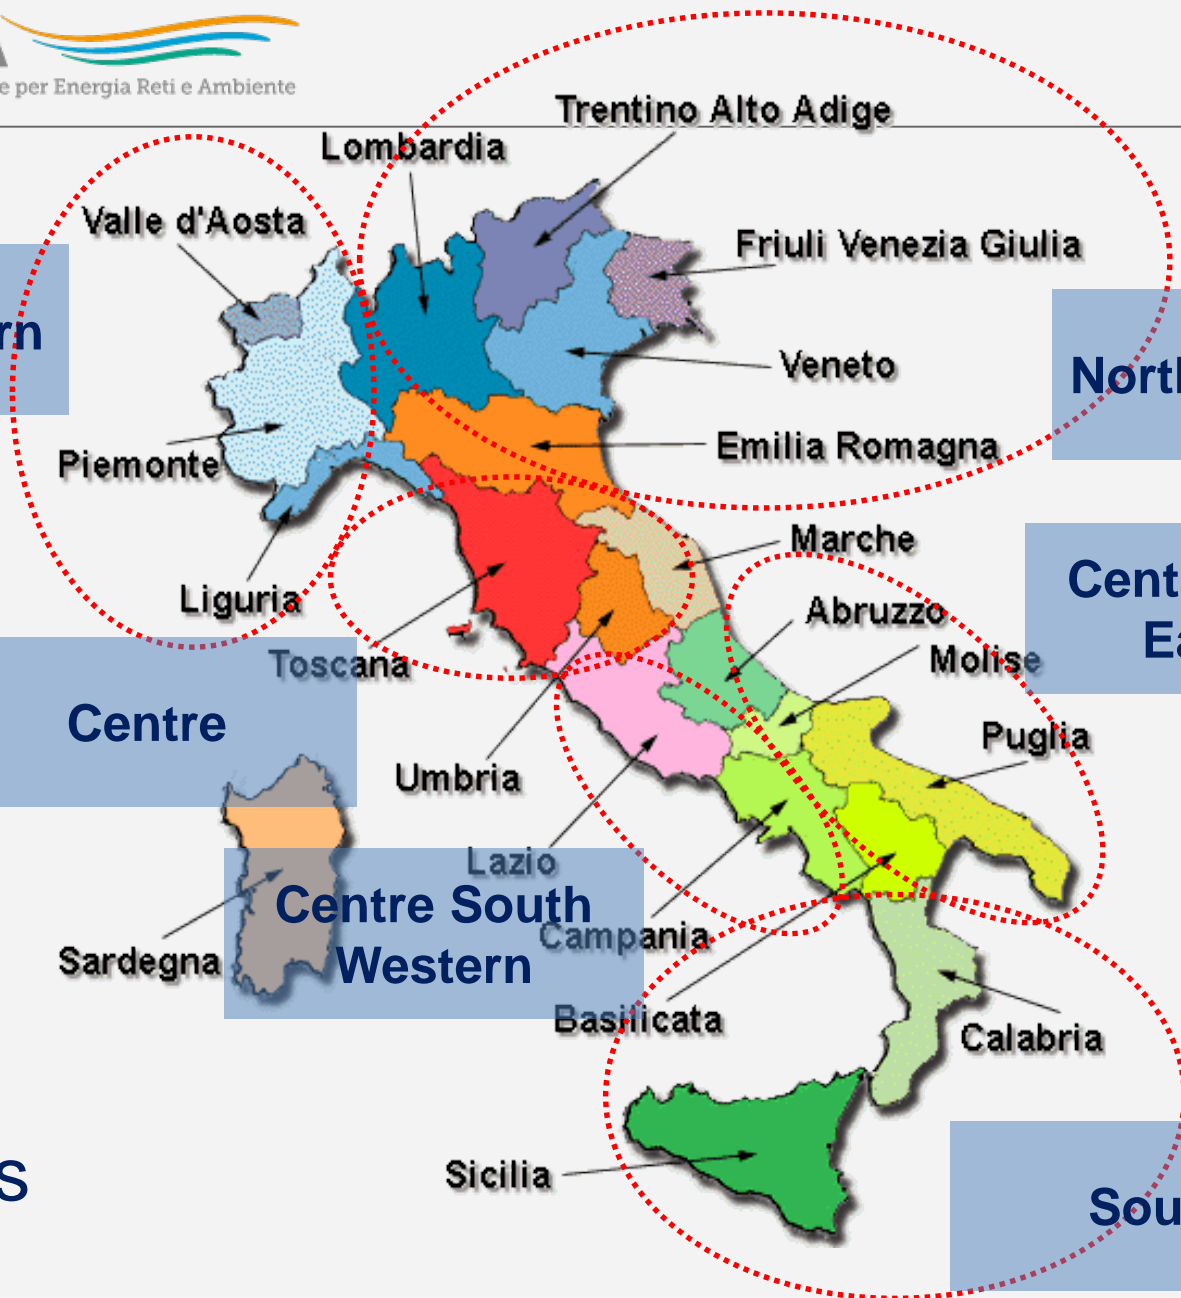 per Energia Reti e Ambiente
Trentino Alto Adige
Lombardia
Valle d'Aosta
Friuli Venezia Giulia
Veneto
Emilia Romagna
Piemonte
Marche
Liguria
Abruzzo
Molise
Toscana
Centre
Puglia
Umbria
Lazio
Centre South
Western
Campania
Sardegna
Basilicata
Calabria
Sicilia